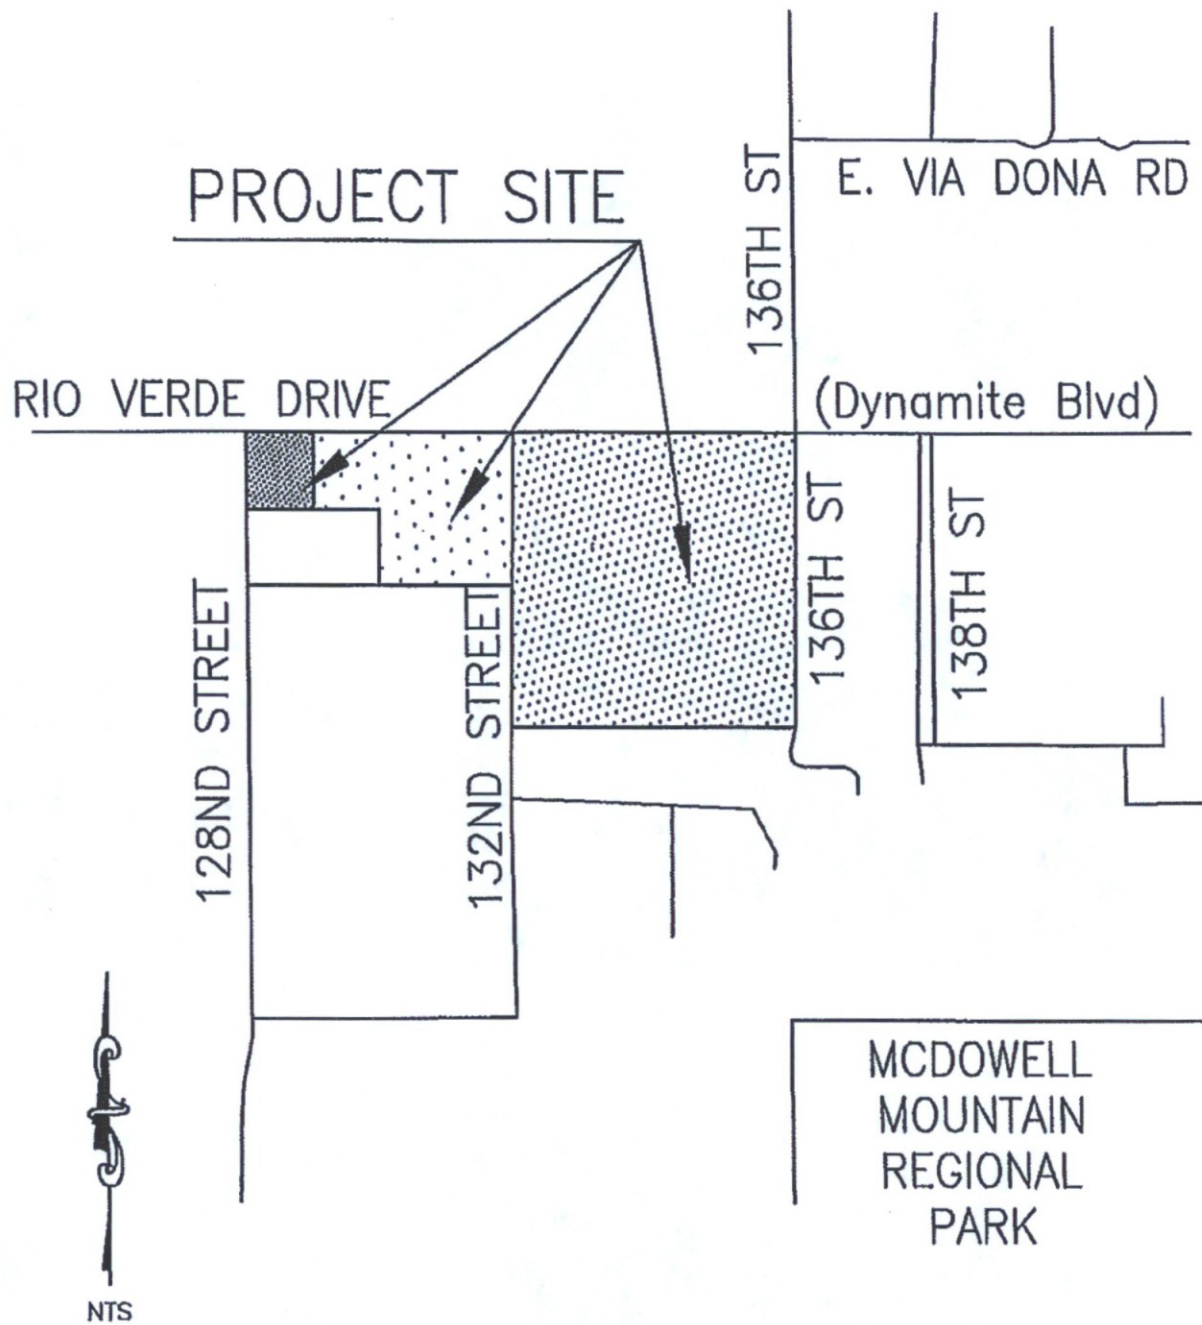 E. VIA DONA RD
PROJECT SITE
136TH ST
RIO VERDE DRIVE
(Dynamite Blvd)
136TH ST
138TH ST
128ND STREET
132ND STREET
MCDOWELL
MOUNTAIN
REGIONAL
PARK
NTS